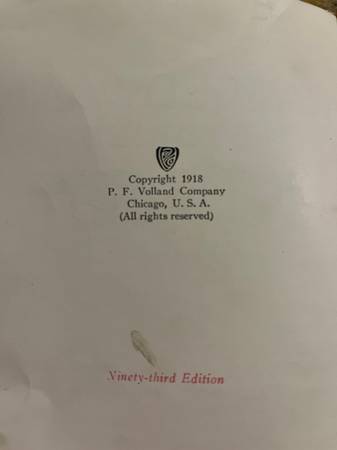 Copyright 1918
P. F. Volland Company
Chicago, U. S. A.
(All rights reserved)
Ninety-third Edition